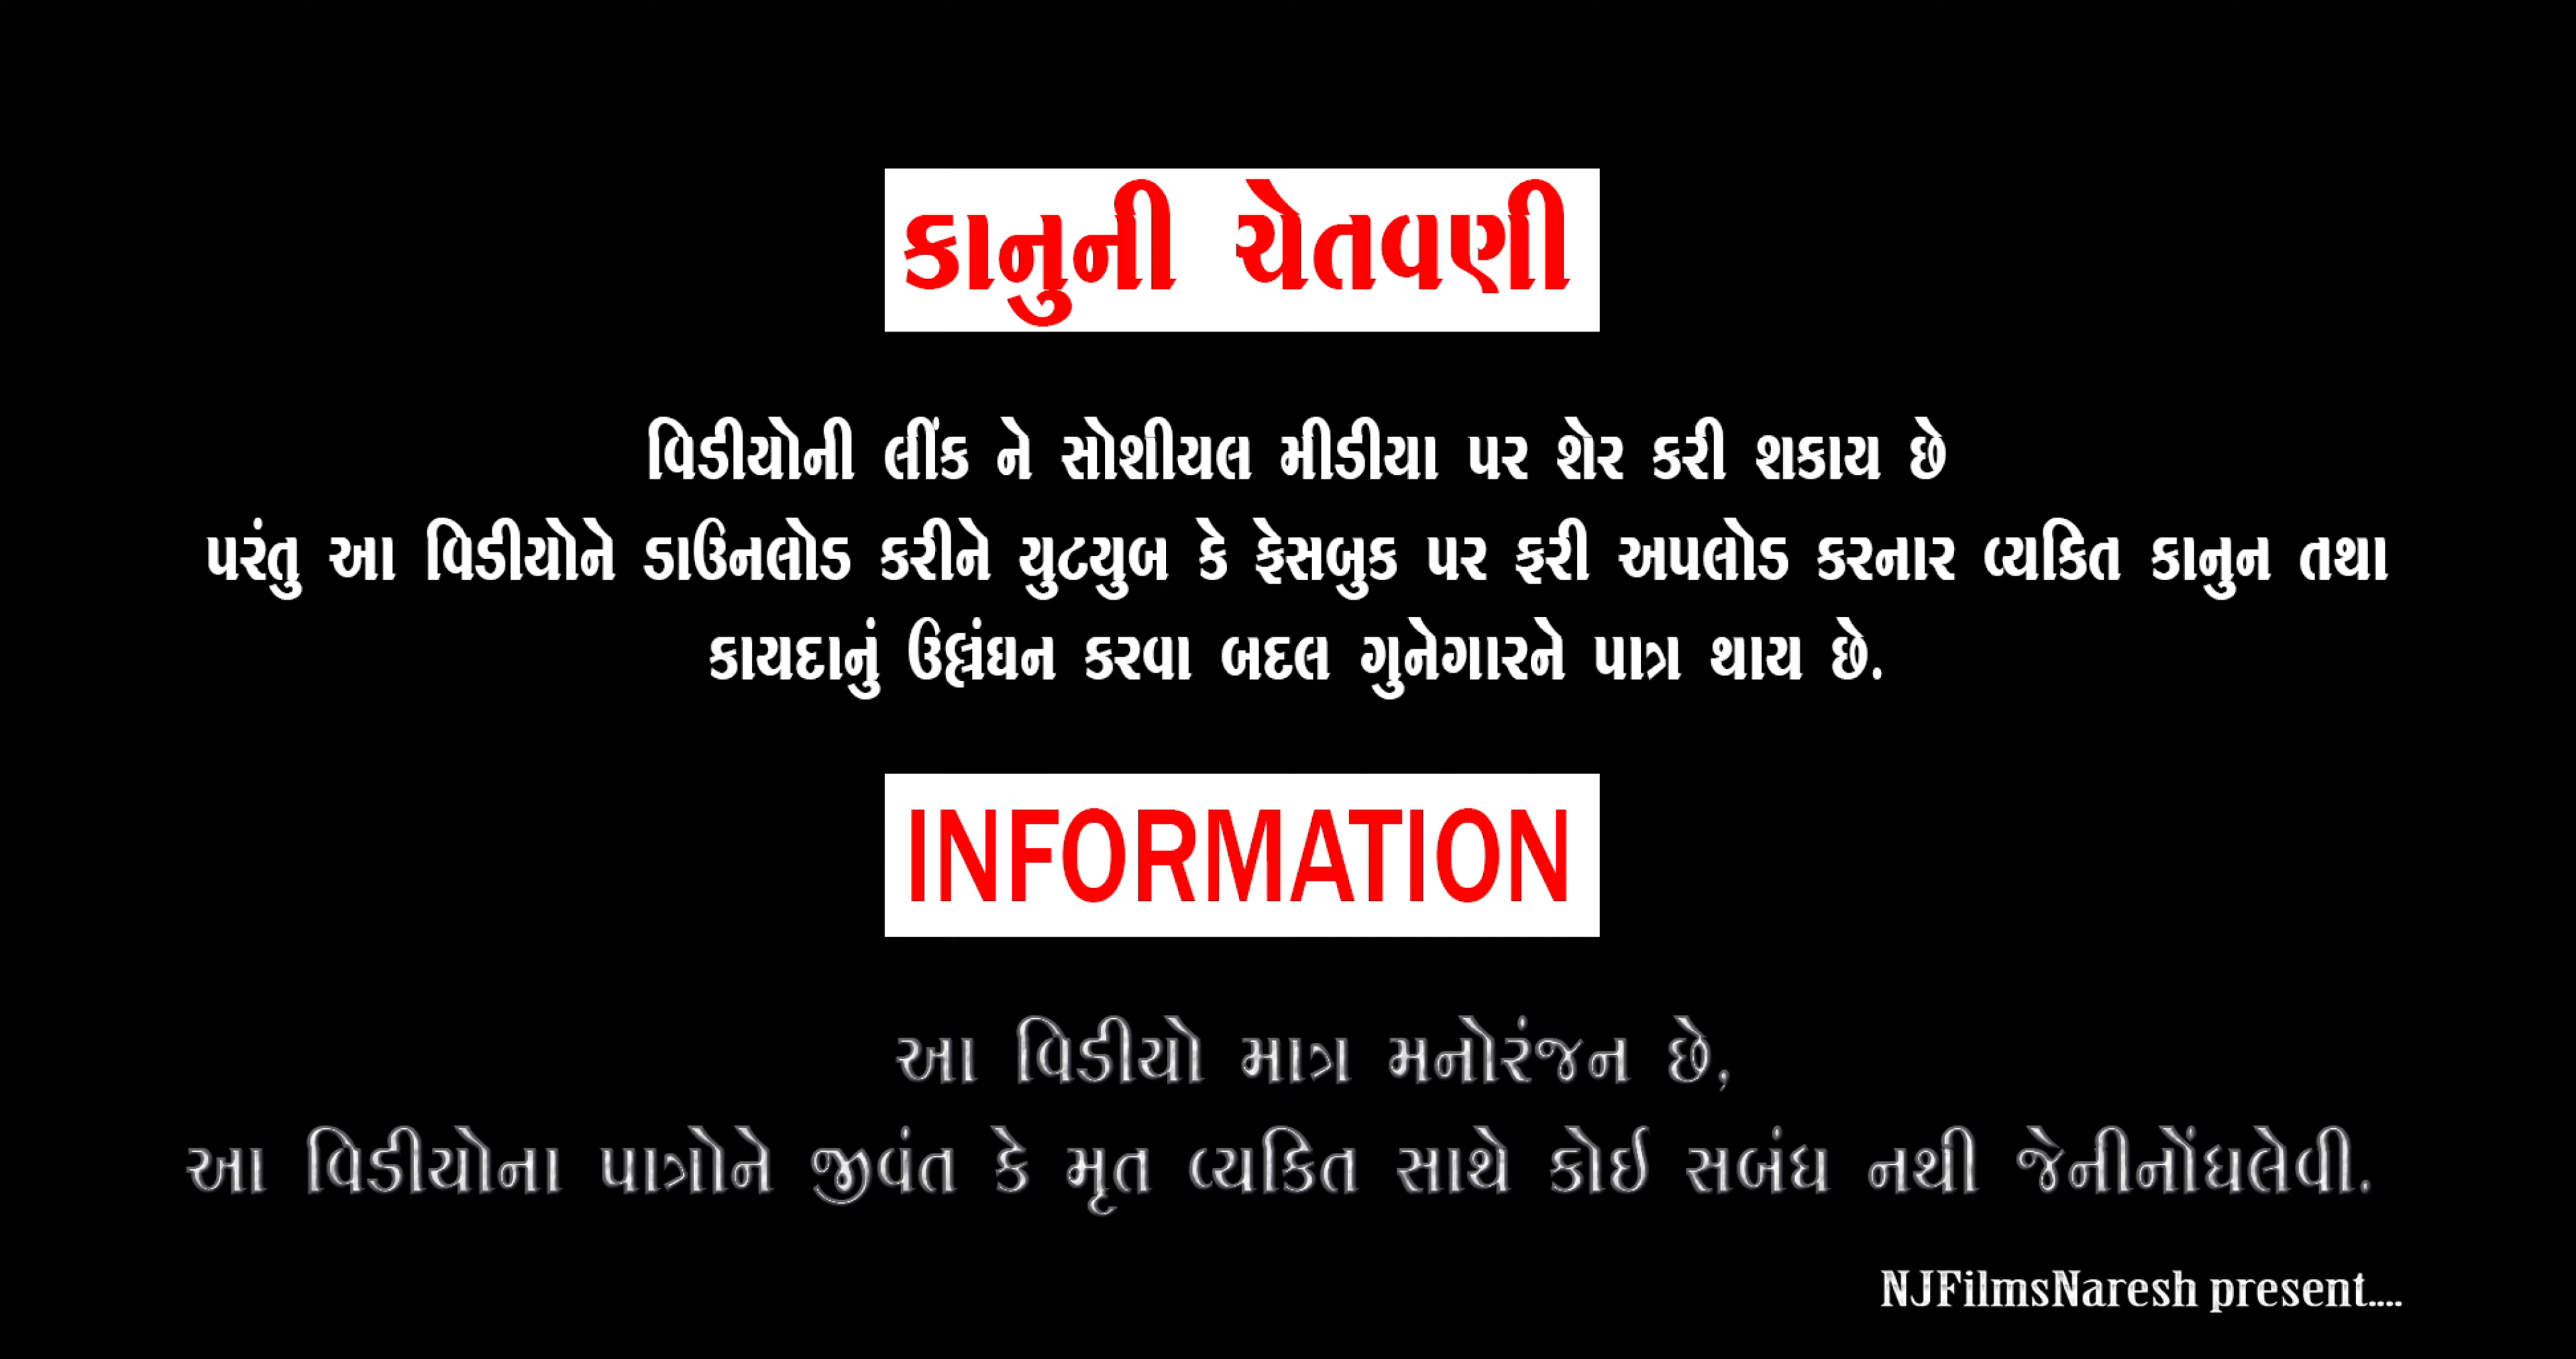 કાનુની ચેતવણી
વિડીયોની લીંક ને સોશીયલ મીડીયા પર શેર કરી શકાય છે
પરંતુ આ વિડીયોને ડાઉનલોડ કરીને યુટયુબ કે ફેસબુક પર ફરી અપલોડ કરનાર વ્યકિત કાનુન તથા
કાયદાનું ઉલ્લંઘન કરવા બદલ ગુનેગારને પાત્ર થાય છે.
INFORMATION
આ વિડીયો માત્ર મનોરંજન છે,
આ વિડીયોના પાત્રોને જીવંત કે મૃત વ્યકિત સાથે કોઈ સબંધ નથી જેનીનોંધલેવી.
NJFilmsNaresh present....